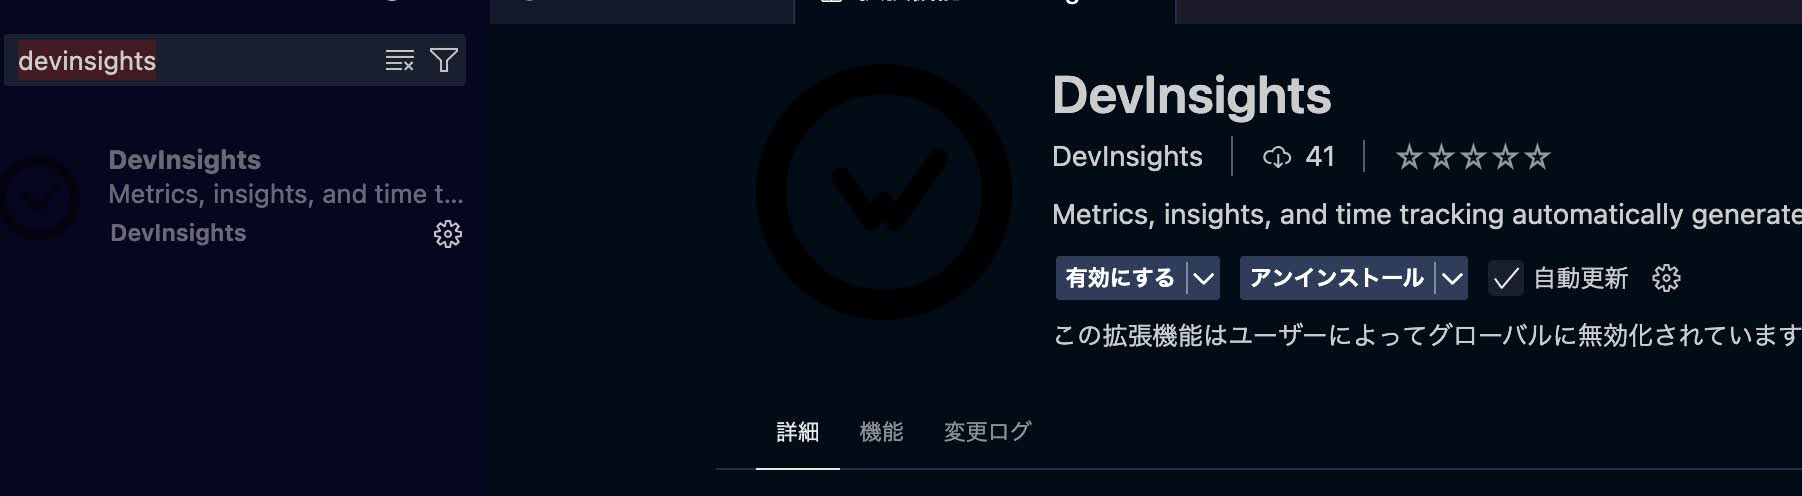 devinsights
DevInsights
Metrics, insights, and time t...
DevInsights
DevInsights
DevInsights 41
Metrics, insights, and time tracking automatically generate
有効にする アンインストール 自動更新
この拡張機能はユーザーによってグローバルに無効化されています
詳細 機能 変更ログ